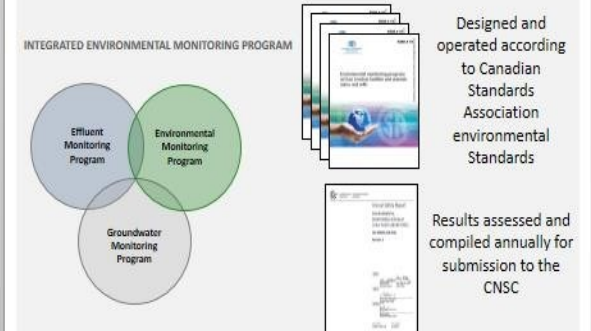 INTEGRATED ENVIRONMENTAL MONITORING PROGRAM
Effluent
Monitoring
Program
Environmental
Monitoring
Program
Groundwater
Monitoring
Program
Designed and
operated according
to Canadian
Standards
Association
environmental
Standards
Results assessed and
compiled annually for
submission to the
CNSC